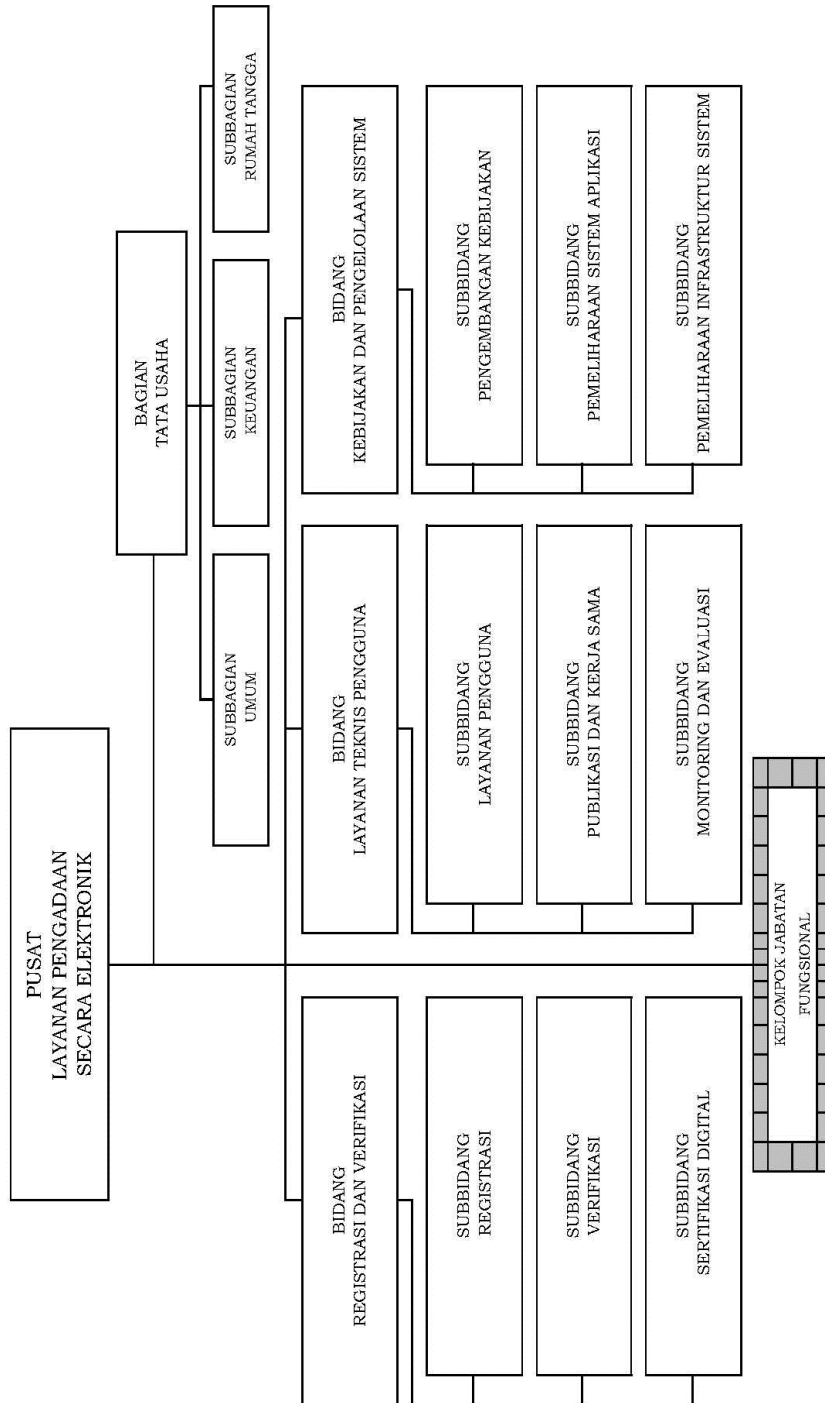 PUSAT
LAYANAN PENGADAAN
SECARA ELEKTRONIK
BAGIAN
TATA USAHA
SUBBAGIAN
UMUM
SUBBAGIAN
KEUANGAN
SUBBAGIAN
RUMAH TANGGA
BIDANG
REGISTRASI DAN VERIFIKASI
BIDANG
LAYANAN TEKNIS PENGGUNA
BIDANG
KEBIJAKAN DAN PENGELOLAAN SISTEM
SUBBIDANG
REGISTRASI
SUBBIDANG
LAYANAN PENGGUNA
SUBBIDANG
PENGEMBANGAN KEBIJAKAN
SUBBIDANG
VERIFIKASI
SUBBIDANG
PUBLIKASI DAN KERJA SAMA
SUBBIDANG
PEMELIHARAAN SISTEM APLIKASI
SUBBIDANG
SERTIFIKASI DIGITAL
SUBBIDANG
MONITORING DAN EVALUASI
SUBBIDANG
PEMELIHARAAN INFRASTRUKTUR SISTEM
KELOMPOK JABATAN
FUNGSIONAL